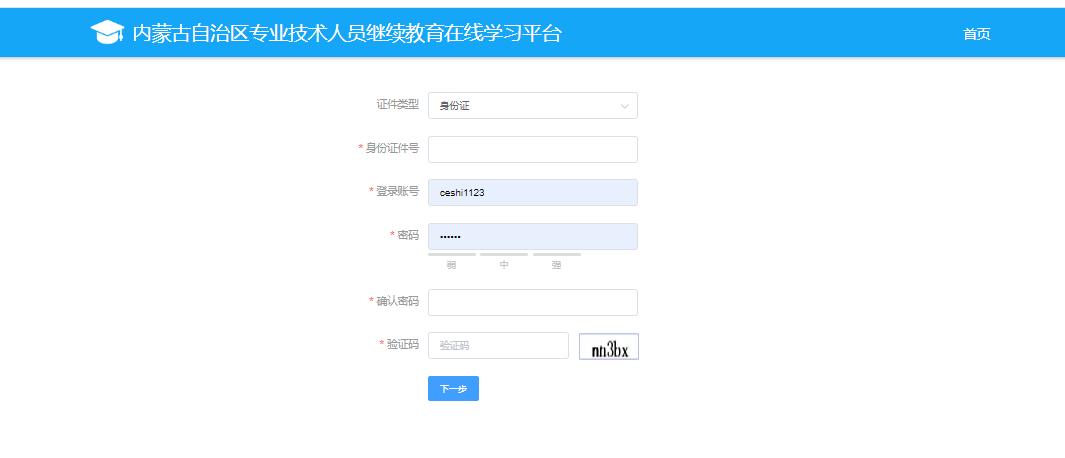 内蒙古自治区专业技术人员继续教育在线学习平台 首页
证件类型 身份证
* 身份证件号
* 登录账号 ceshi1123
* 密码 ••••••
弱 中 强
* 确认密码
* 验证码 验证码 nn3bx
下一步